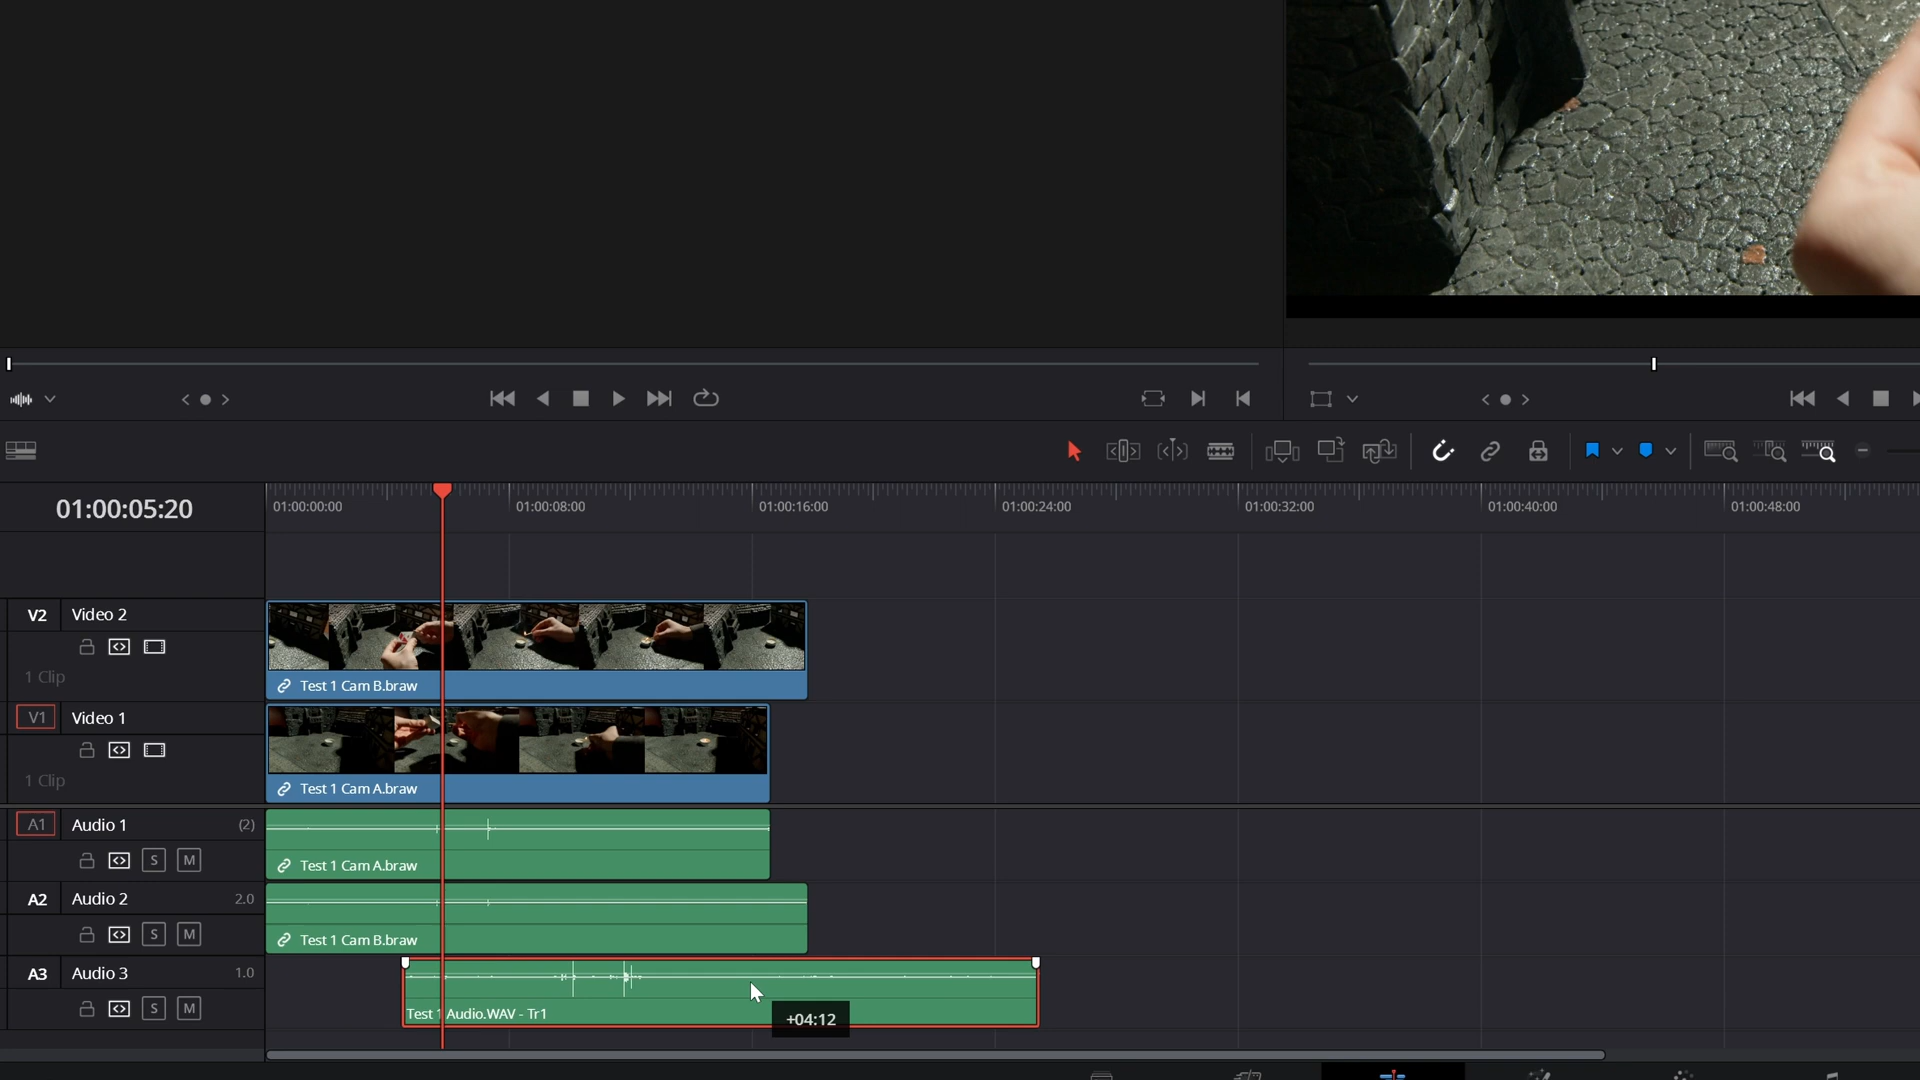 01:00:05:20
01:00:00:00
01:00:08:00
01:00:16:00
01:00:24:00
01:00:32:00
01:00:40:00
01:00:48:00
V2 Video 2
1 Clip
Test 1 Cam B.braw
V1 Video 1
1 Clip
Test 1 Cam A.braw
A1 Audio 1 (2)
S M
Test 1 Cam A.braw
A2 Audio 2 2.0
S M
Test 1 Cam B.braw
A3 Audio 3 1.0
S M
Test 1 Audio.WAV - Tr1
+04:12